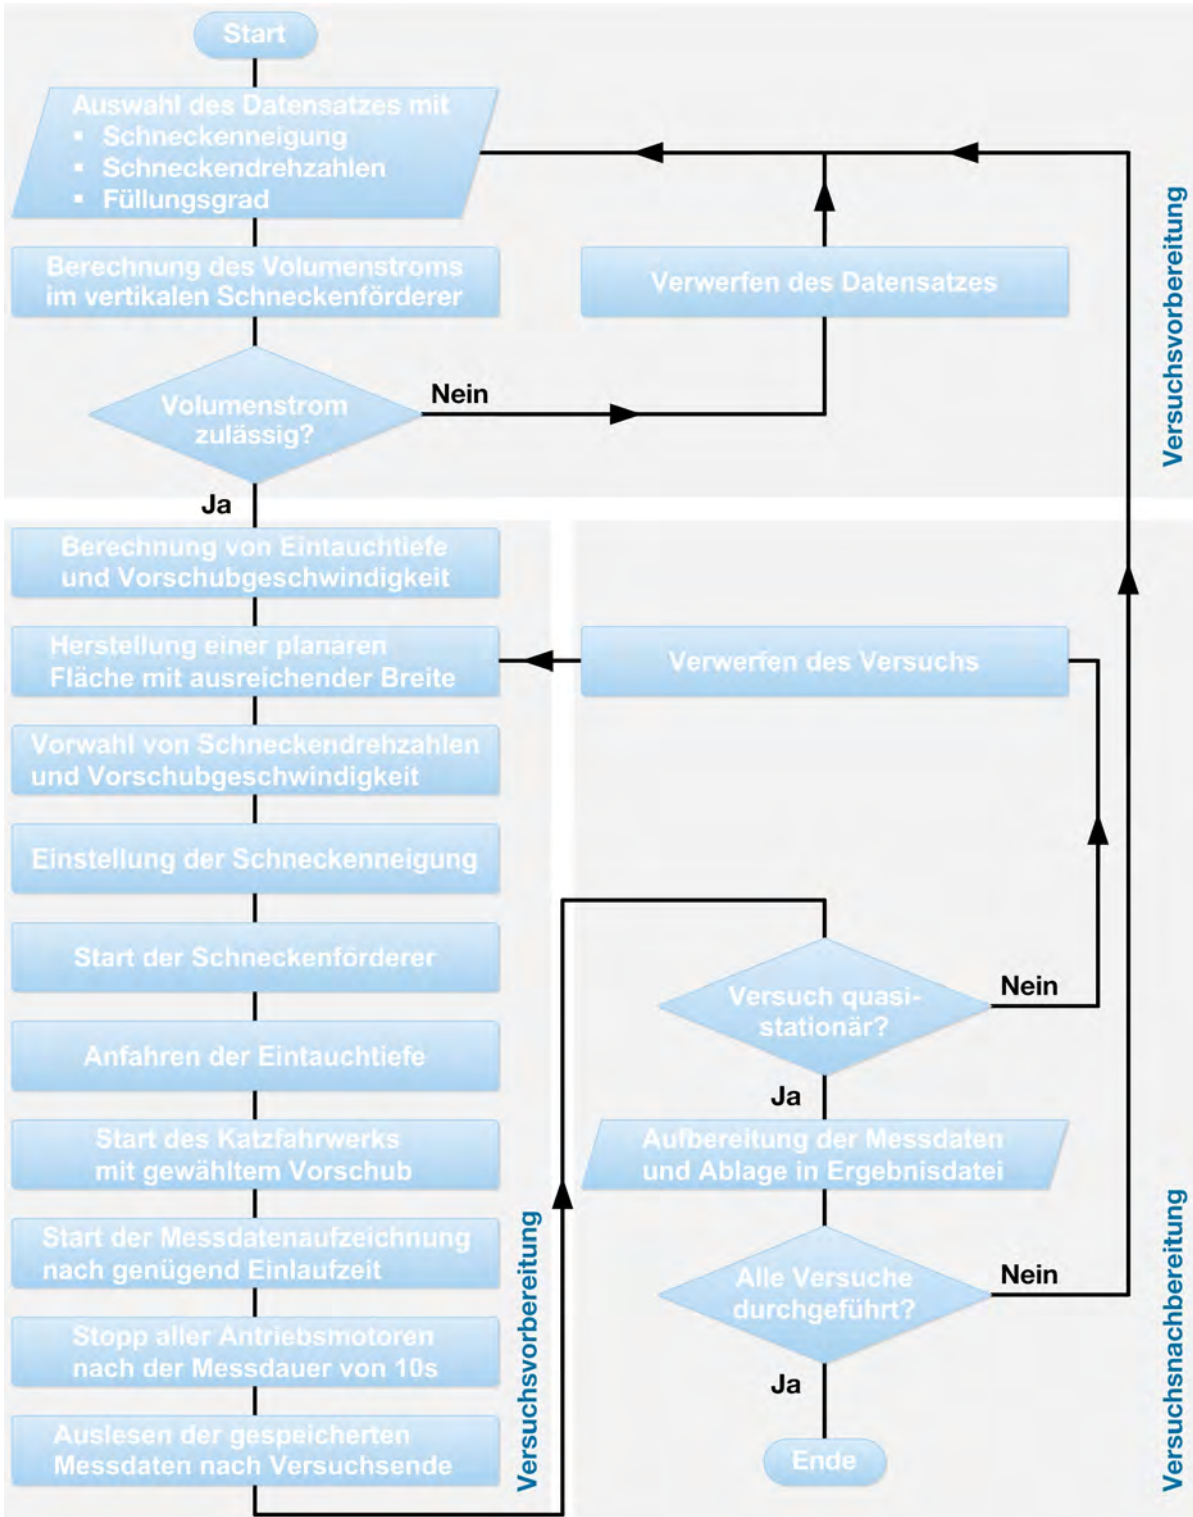 Start
Auswahl des Datensatzes mit
▪ Schneckenneigung
▪ Schneckendrehzahlen
▪ Füllungsgrad
Berechnung des Volumenstroms
im vertikalen Schneckenförderer
Verwerfen des Datensatzes
Volumenstrom
zulässig?
Nein
Ja
Versuchsvorbereitung
Berechnung von Eintauchtiefe
und Vorschubgeschwindigkeit
Herstellung einer planaren
Fläche mit ausreichender Breite
Vorwahl von Schneckendrehzahlen
und Vorschubgeschwindigkeit
Einstellung der Schneckenneigung
Start der Schneckenförderer
Anfahren der Eintauchtiefe
Start des Katzfahrwerks
mit gewähltem Vorschub
Start der Messdatenaufzeichnung
nach genügend Einlaufzeit
Stopp aller Antriebsmotoren
nach der Messdauer von 10s
Auslesen der gespeicherten
Messdaten nach Versuchsende
Versuchsvorbereitung
Verwerfen des Versuchs
Versuch quasi-
stationär?
Nein
Ja
Aufbereitung der Messdaten
und Ablage in Ergebnisdatei
Alle Versuche
durchgeführt?
Nein
Ja
Ende
Versuchsnachbereitung